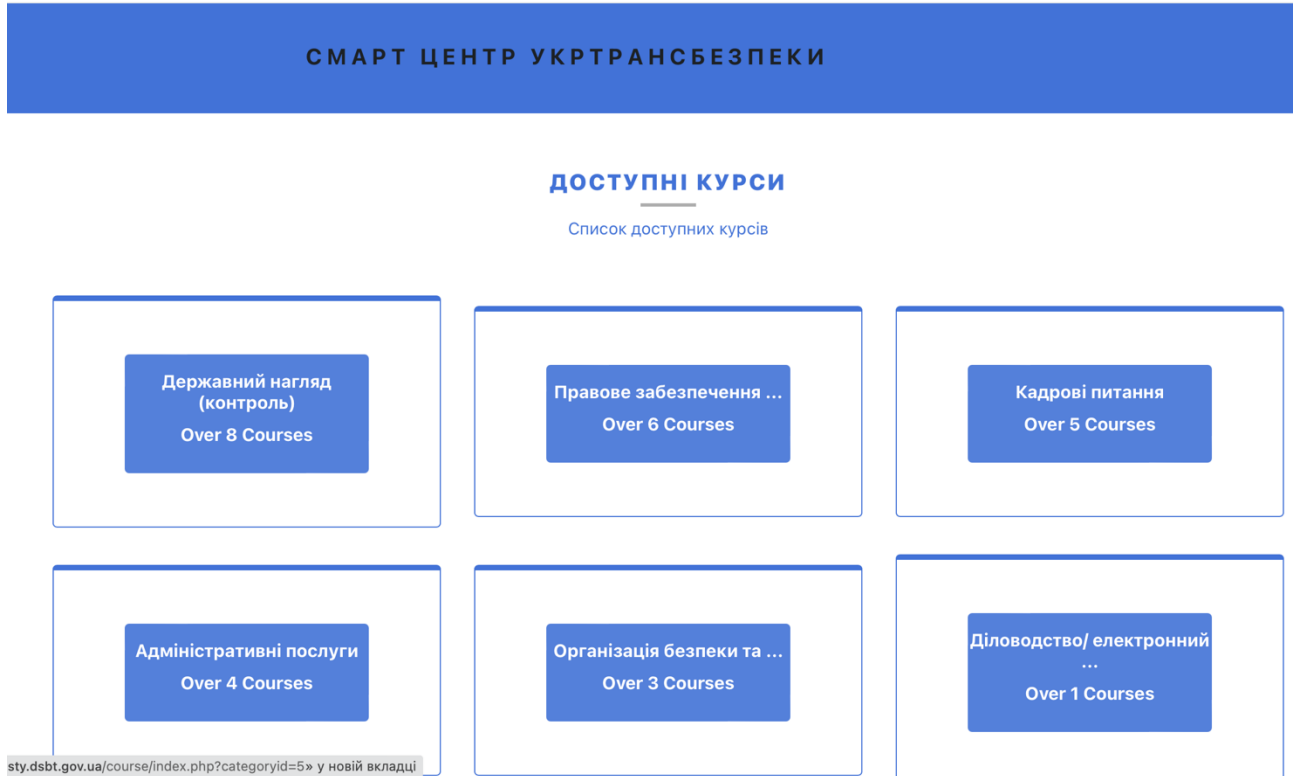 СМАРТ ЦЕНТР УКРТРАНСБЕЗПЕКИ
ДОСТУПНІ КУРСИ
Список доступних курсів
Державний нагляд
(контроль)
Over 8 Courses
Правове забезпечення ...
Over 6 Courses
Кадрові питання
Over 5 Courses
Адміністративні послуги
Over 4 Courses
Організація безпеки та ...
Over 3 Courses
Діловодство/ електронний
...
Over 1 Courses
sty.dsbt.gov.ua/course/index.php?categoryid=5» у новій вкладці